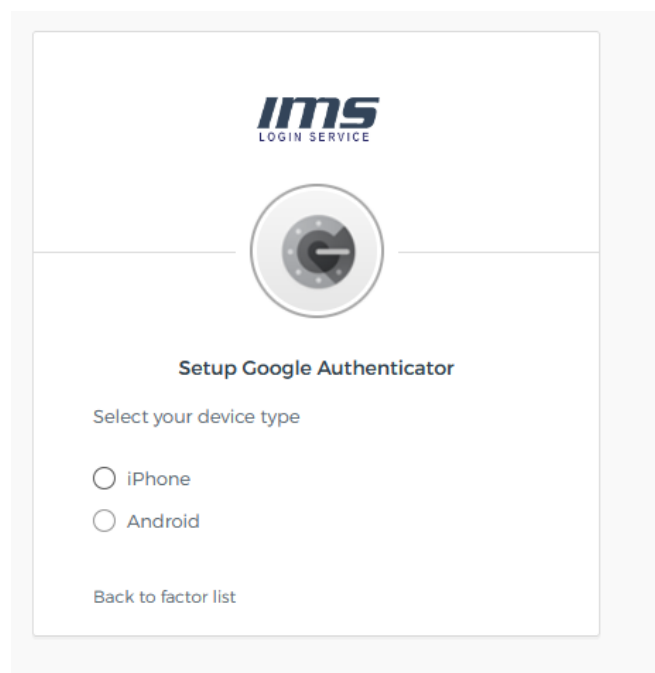 ims
LOGIN SERVICE
Setup Google Authenticator
Select your device type
iPhone
Android
Back to factor list